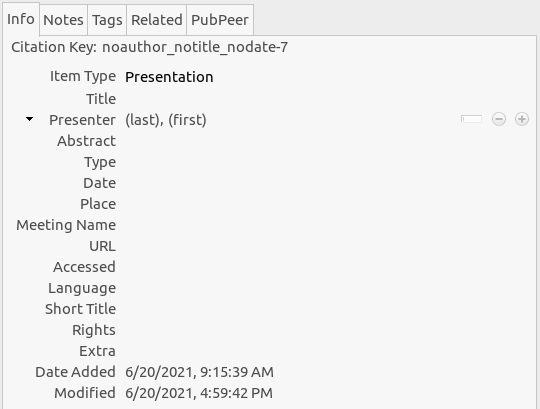 Info Notes Tags Related PubPeer
Citation Key: noauthor_notitle_nodate-7
Item Type Presentation
Title
Presenter (last), (first)
Abstract
Type
Date
Place
Meeting Name
URL
Accessed
Language
Short Title
Rights
Extra
Date Added 6/20/2021, 9:15:39 AM
Modified 6/20/2021, 4:59:42 PM